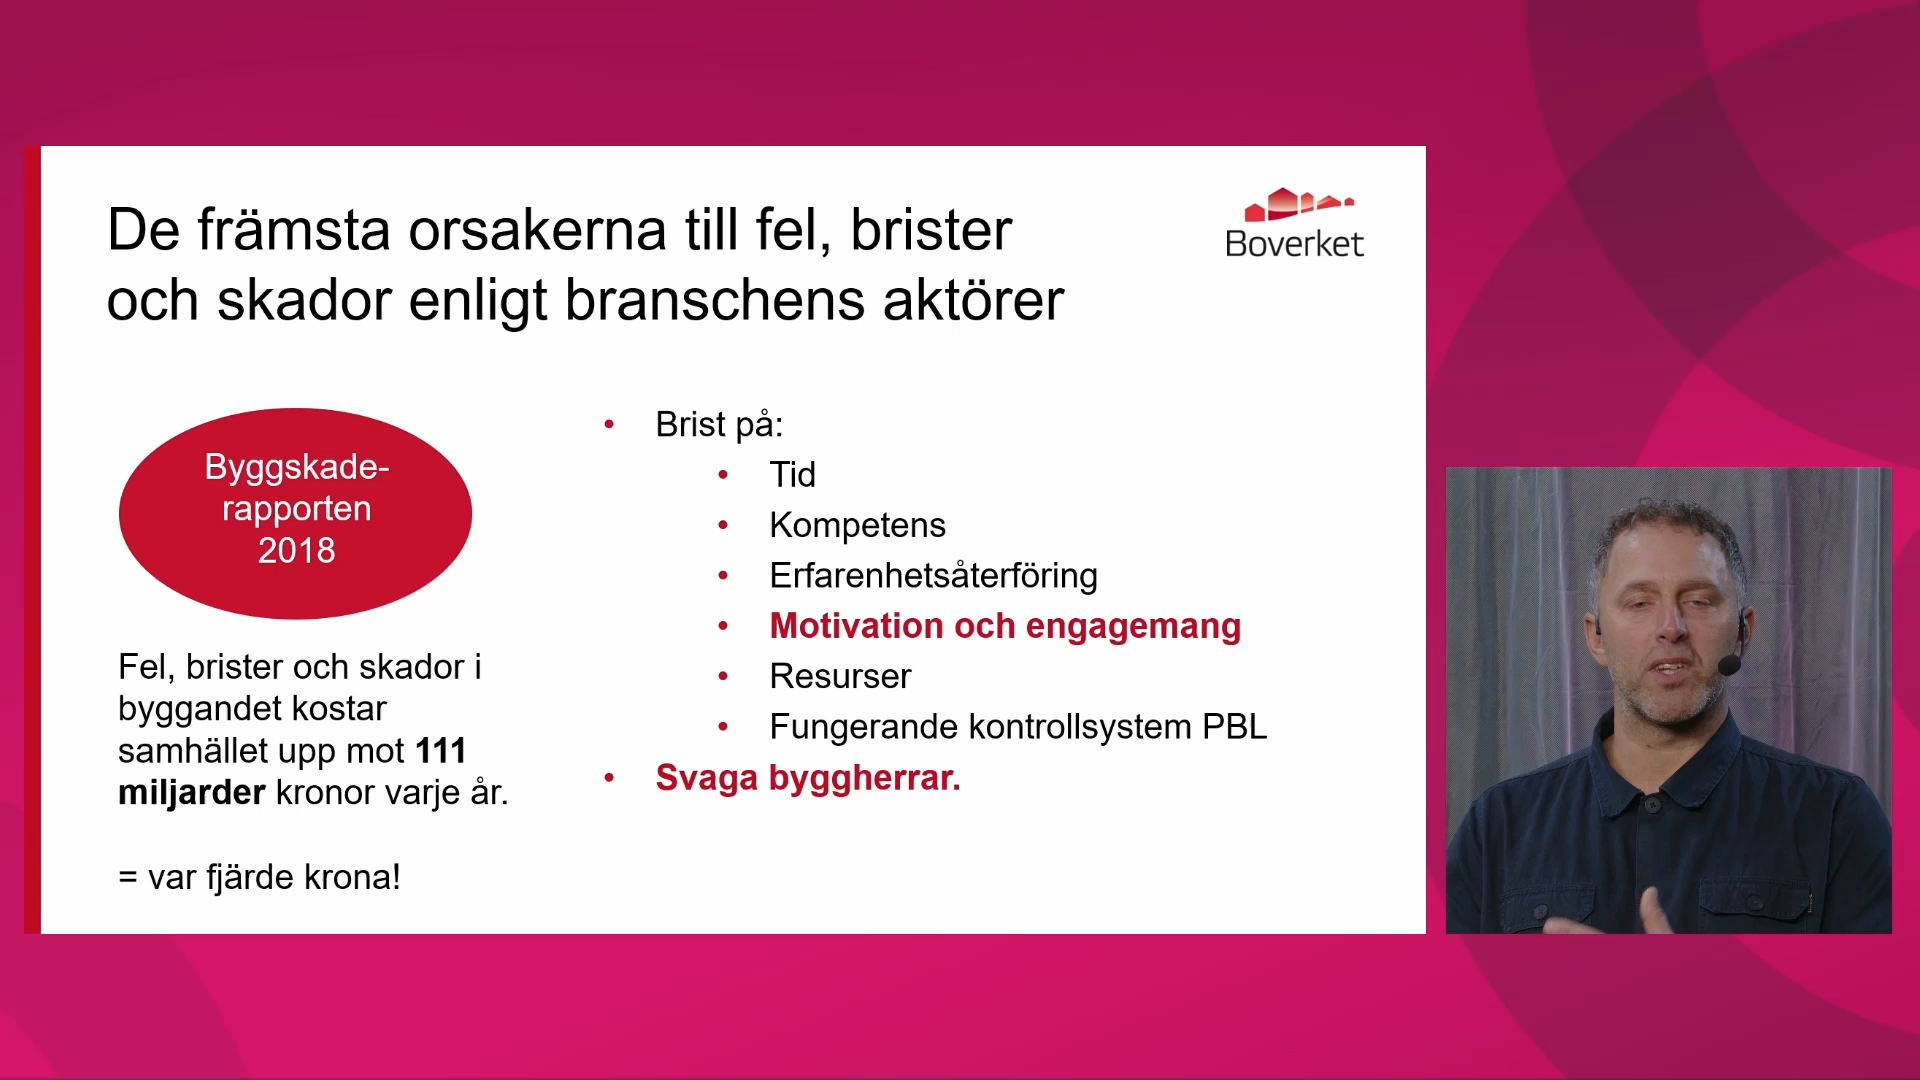 De främsta orsakerna till fel, brister
och skador enligt branschens aktörer
Boverket
Byggskade-
rapporten
2018
Fel, brister och skador i
byggandet kostar
samhället upp mot 111
miljarder kronor varje år.
= var fjärde krona!
• Brist på:
• Tid
• Kompetens
• Erfarenhetsåterföring
• Motivation och engagemang
• Resurser
• Fungerande kontrollsystem PBL
• Svaga byggherrar.